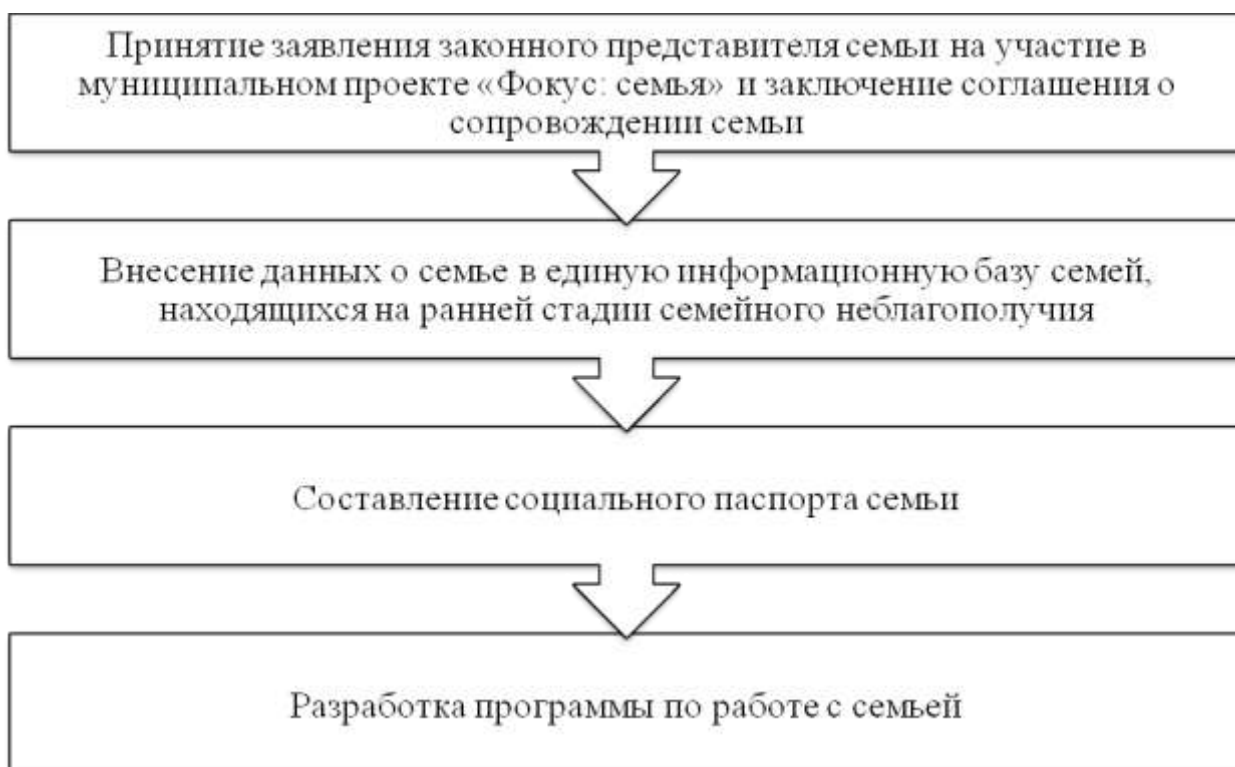 Принятие заявления законного представителя семьи на участие в
муниципальном проекте «Фокус: семья» и заключение соглашения о
сопровождении семьи
Внесение данных о семье в единую информационную базу семей,
находящихся на ранней стадии семейного неблагополучия
Составление социального паспорта семьи
Разработка программы по работе с семьей